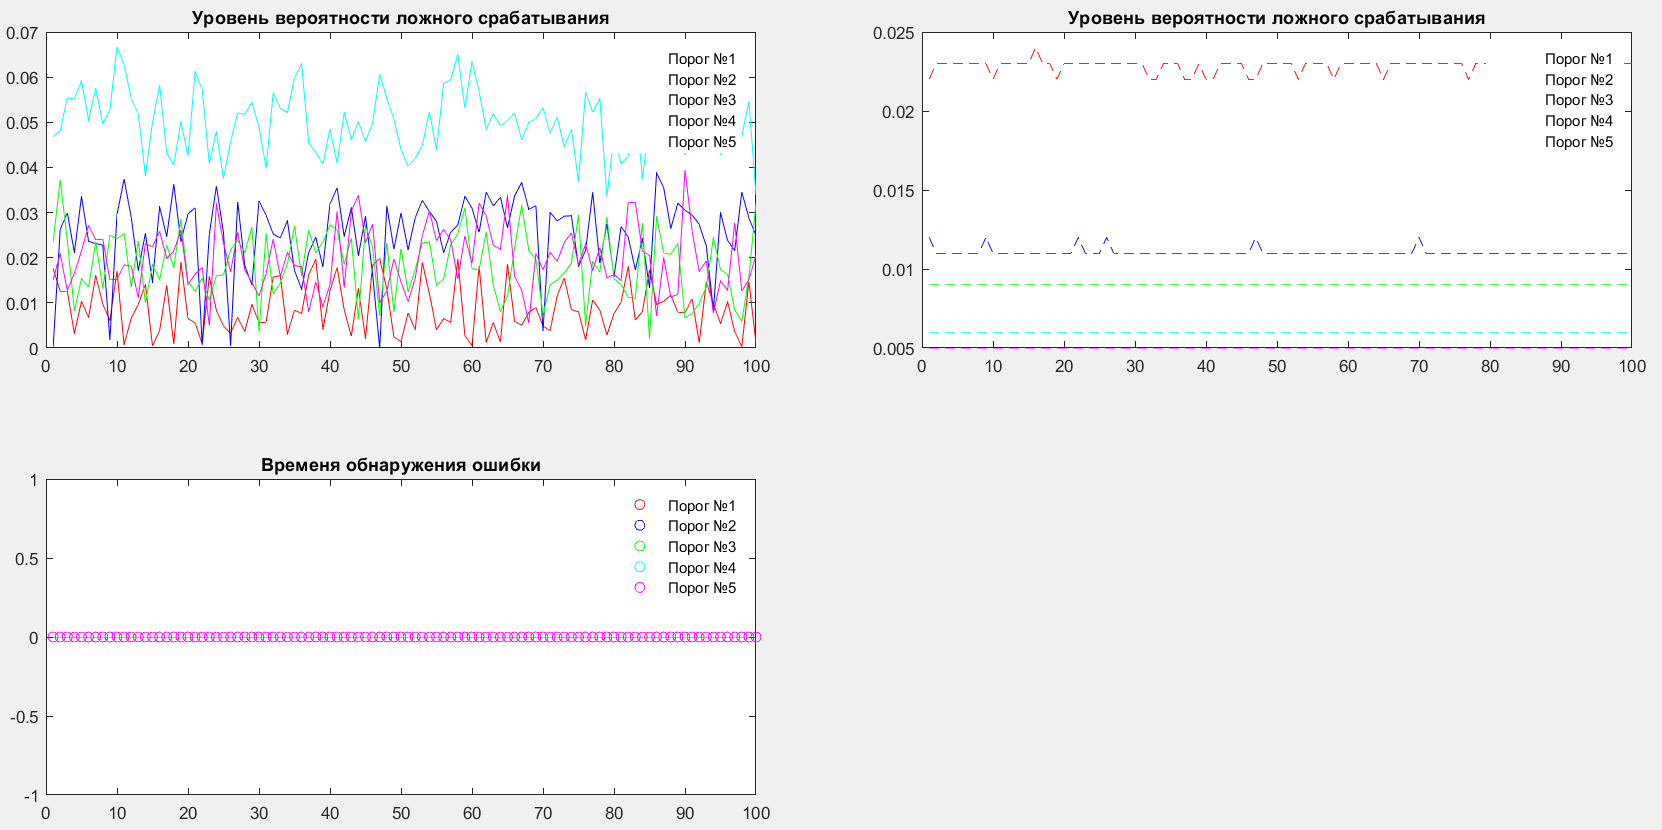 Уровень вероятности ложного срабатывания
0.07
0.06
0.05
0.04
0.03
0.02
0.01
0
0 10 20 30 40 50 60 70 80 90 100
Порог №1
Порог №2
Порог №3
Порог №4
Порог №5
Уровень вероятности ложного срабатывания
0.025
0.02
0.015
0.01
0.005
0 10 20 30 40 50 60 70 80 90 100
Порог №1
Порог №2
Порог №3
Порог №4
Порог №5
Временя обнаружения ошибки
1
0.5
0
-0.5
-1
0 10 20 30 40 50 60 70 80 90 100
Порог №1
Порог №2
Порог №3
Порог №4
Порог №5